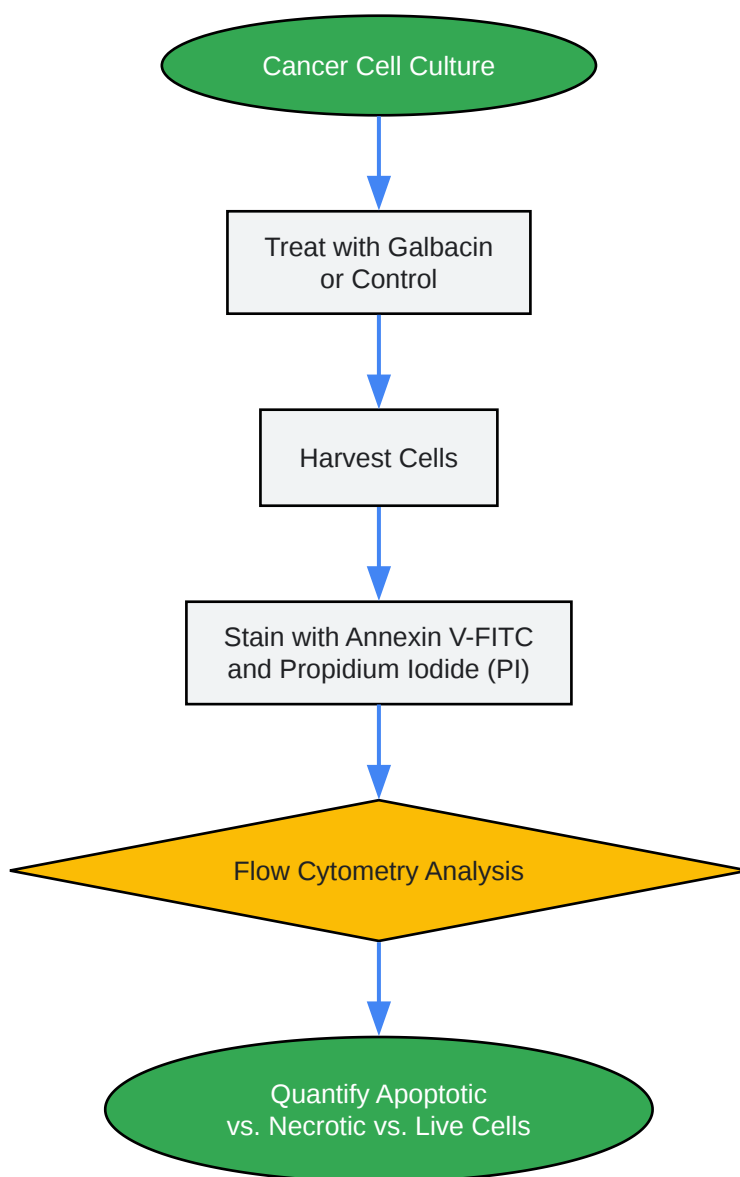 Cancer Cell Culture
Treat with Galbacin
or Control
Harvest Cells
Stain with Annexin V-FITC
and Propidium Iodide (PI)
Flow Cytometry Analysis
Quantify Apoptotic
vs. Necrotic vs. Live Cells